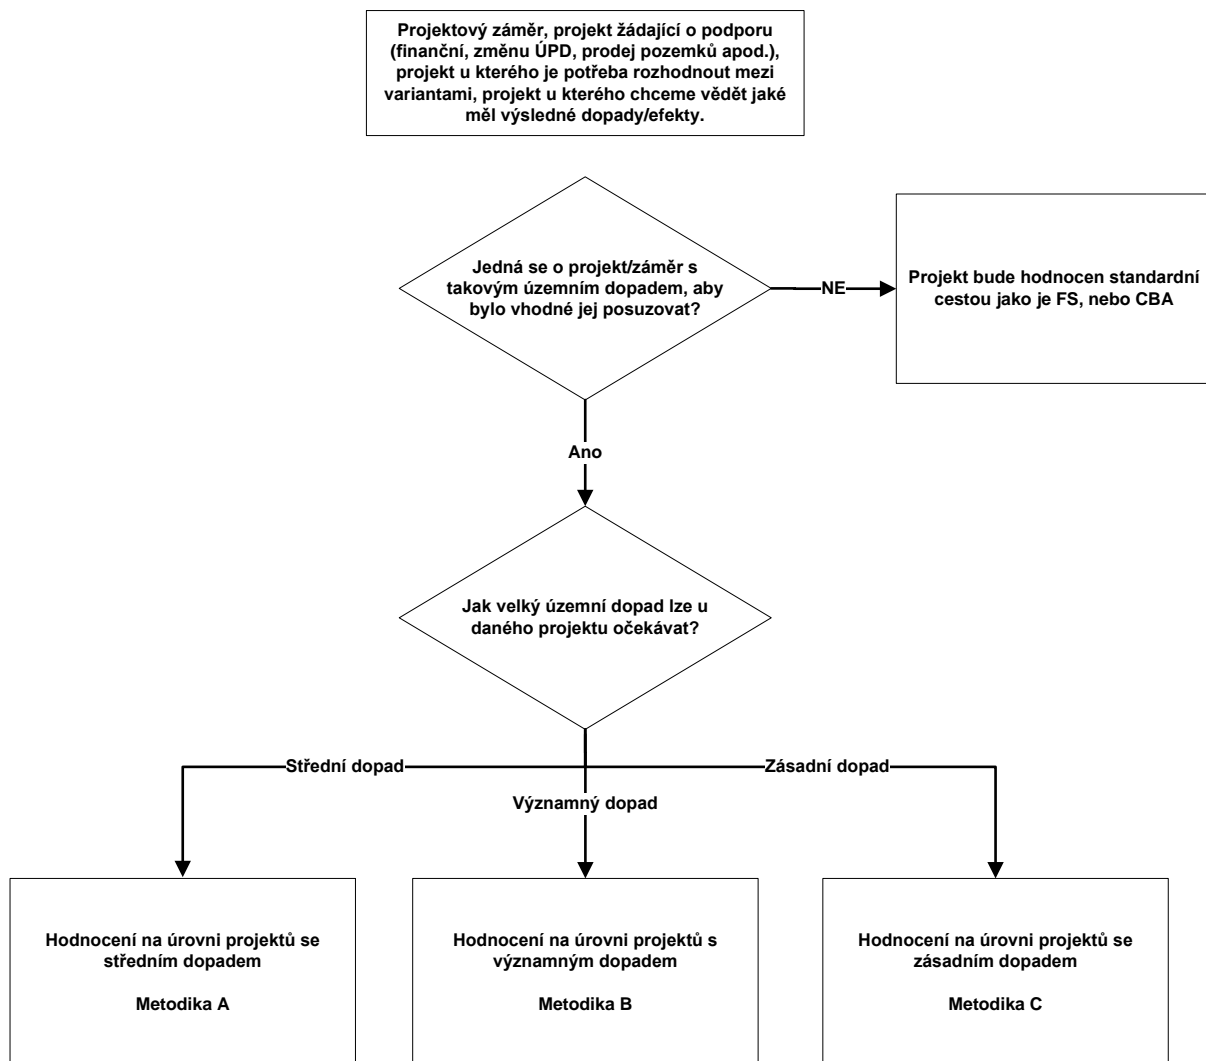 Projektový záměr, projekt žádající o podporu
(finanční, změnu ÚPD, prodej pozemků apod.),
projekt u kterého je potřeba rozhodnout mezi
variantami, projekt u kterého chceme vědět jaké
měl výsledné dopady/efekty.
Jedná se o projekt/záměr s
takovým územním dopadem, aby
bylo vhodné jej posuzovat?
NE
Projekt bude hodnocen standardní
cestou jako je FS, nebo CBA
Ano
Jak velký územní dopad lze u
daného projektu očekávat?
Střední dopad
Zásadní dopad
Významný dopad
Hodnocení na úrovni projektů se
středním dopadem
Metodika A
Hodnocení na úrovni projektů s
významným dopadem
Metodika B
Hodnocení na úrovni projektů se
zásadním dopadem
Metodika C